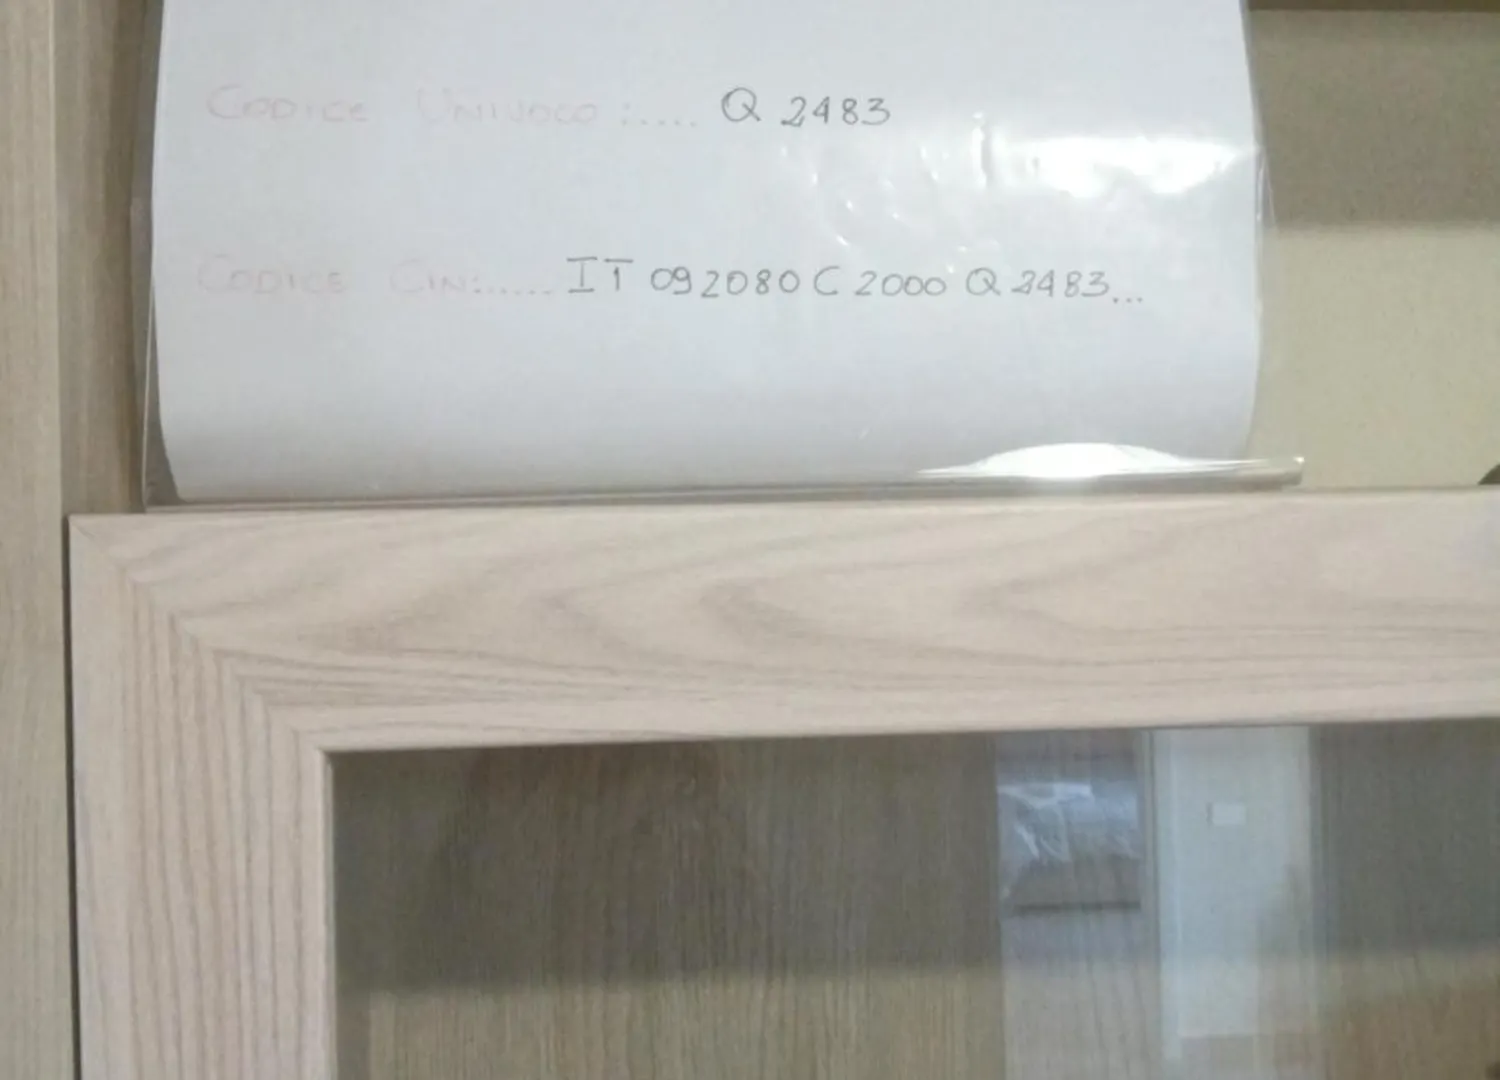 CODICE UNIVOCO:..... Q 2483
CODICE CIN:...... IT 092080 C 2000 Q 2483...